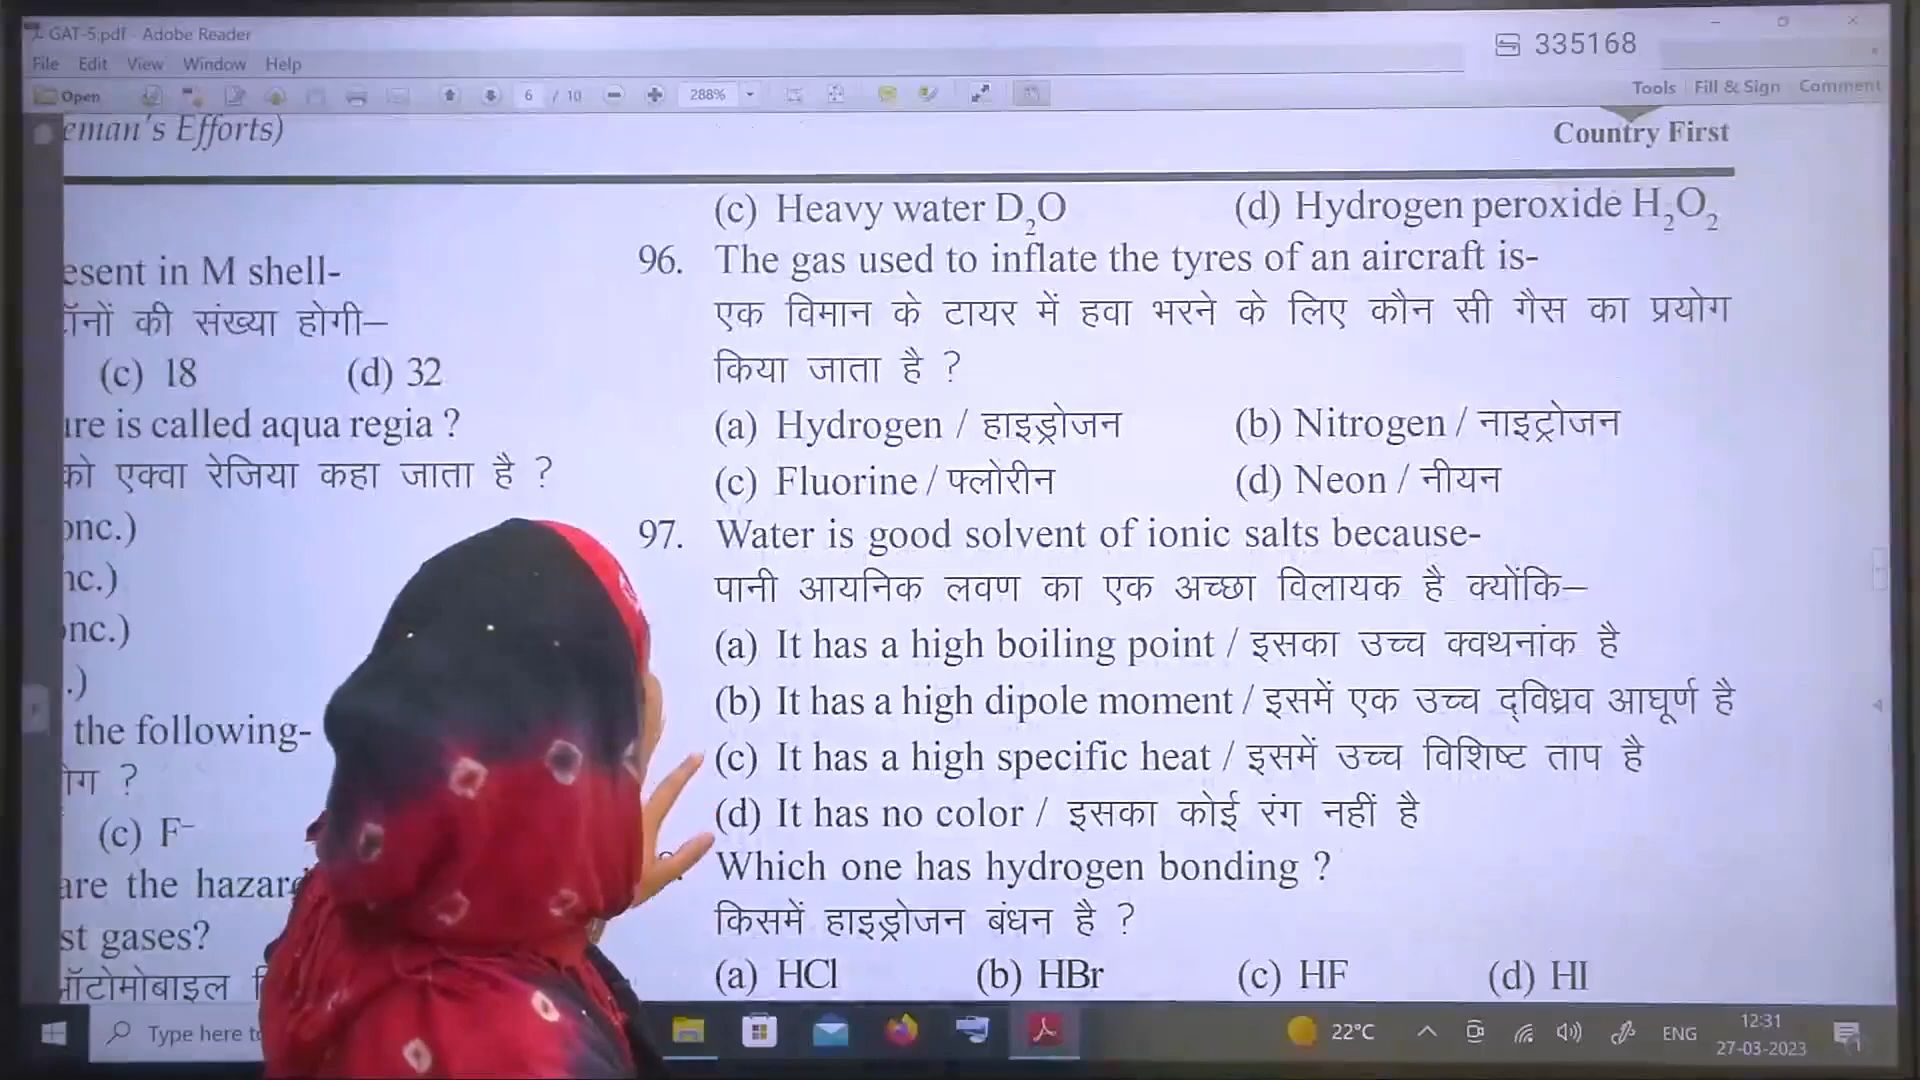 GAT-5.pdf - Adobe Reader
335168
File Edit View Window Help
Open 6 / 10 288% Tools Fill & Sign Comment
eman's Efforts)
Country First
esent in M shell-
ॉनों की संख्या होगी–
(c) 18 (d) 32
ure is called aqua regia ?
को एक्वा रेजिया कहा जाता है ?
onc.)
nc.)
onc.)
.)
the following-
ोग ?
(c) F⁻
are the hazard
st gases?
ऑटोमोबाइल
(c) Heavy water D₂O (d) Hydrogen peroxide H₂O₂
96. The gas used to inflate the tyres of an aircraft is-
एक विमान के टायर में हवा भरने के लिए कौन सी गैस का प्रयोग
किया जाता है ?
(a) Hydrogen / हाइड्रोजन (b) Nitrogen / नाइट्रोजन
(c) Fluorine / फ्लोरीन (d) Neon / नीयन
97. Water is good solvent of ionic salts because-
पानी आयनिक लवण का एक अच्छा विलायक है क्योंकि–
(a) It has a high boiling point / इसका उच्च क्वथनांक है
(b) It has a high dipole moment / इसमें एक उच्च द्विध्रव आघूर्ण है
(c) It has a high specific heat / इसमें उच्च विशिष्ट ताप है
(d) It has no color / इसका कोई रंग नहीं है
Which one has hydrogen bonding ?
किसमें हाइड्रोजन बंधन है ?
(a) HCl (b) HBr (c) HF (d) HI
Type here
22°C ENG 12:31
27-03-2023